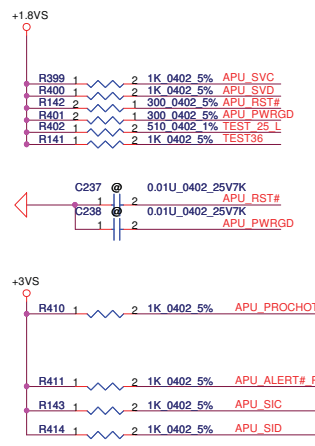 +1.8VS
R399 1 2 1K_0402_5% APU_SVC
R400 1 2 1K_0402_5% APU_SVD
R142 2 1 300_0402_5% APU_RST#
R401 2 1 300_0402_5% APU_PWRGD
R402 1 2 510_0402_1% TEST_25_L
R141 1 2 1K_0402_5% TEST36
C237 @ 0.01U_0402_25V7K
1 2 APU_RST#
C238 @ 0.01U_0402_25V7K
1 2 APU_PWRGD
+3VS
R410 1 2 1K_0402_5% APU_PROCHOT
R411 1 2 1K_0402_5% APU_ALERT#_
R143 1 2 1K_0402_5% APU_SIC
R414 1 2 1K_0402_5% APU_SID